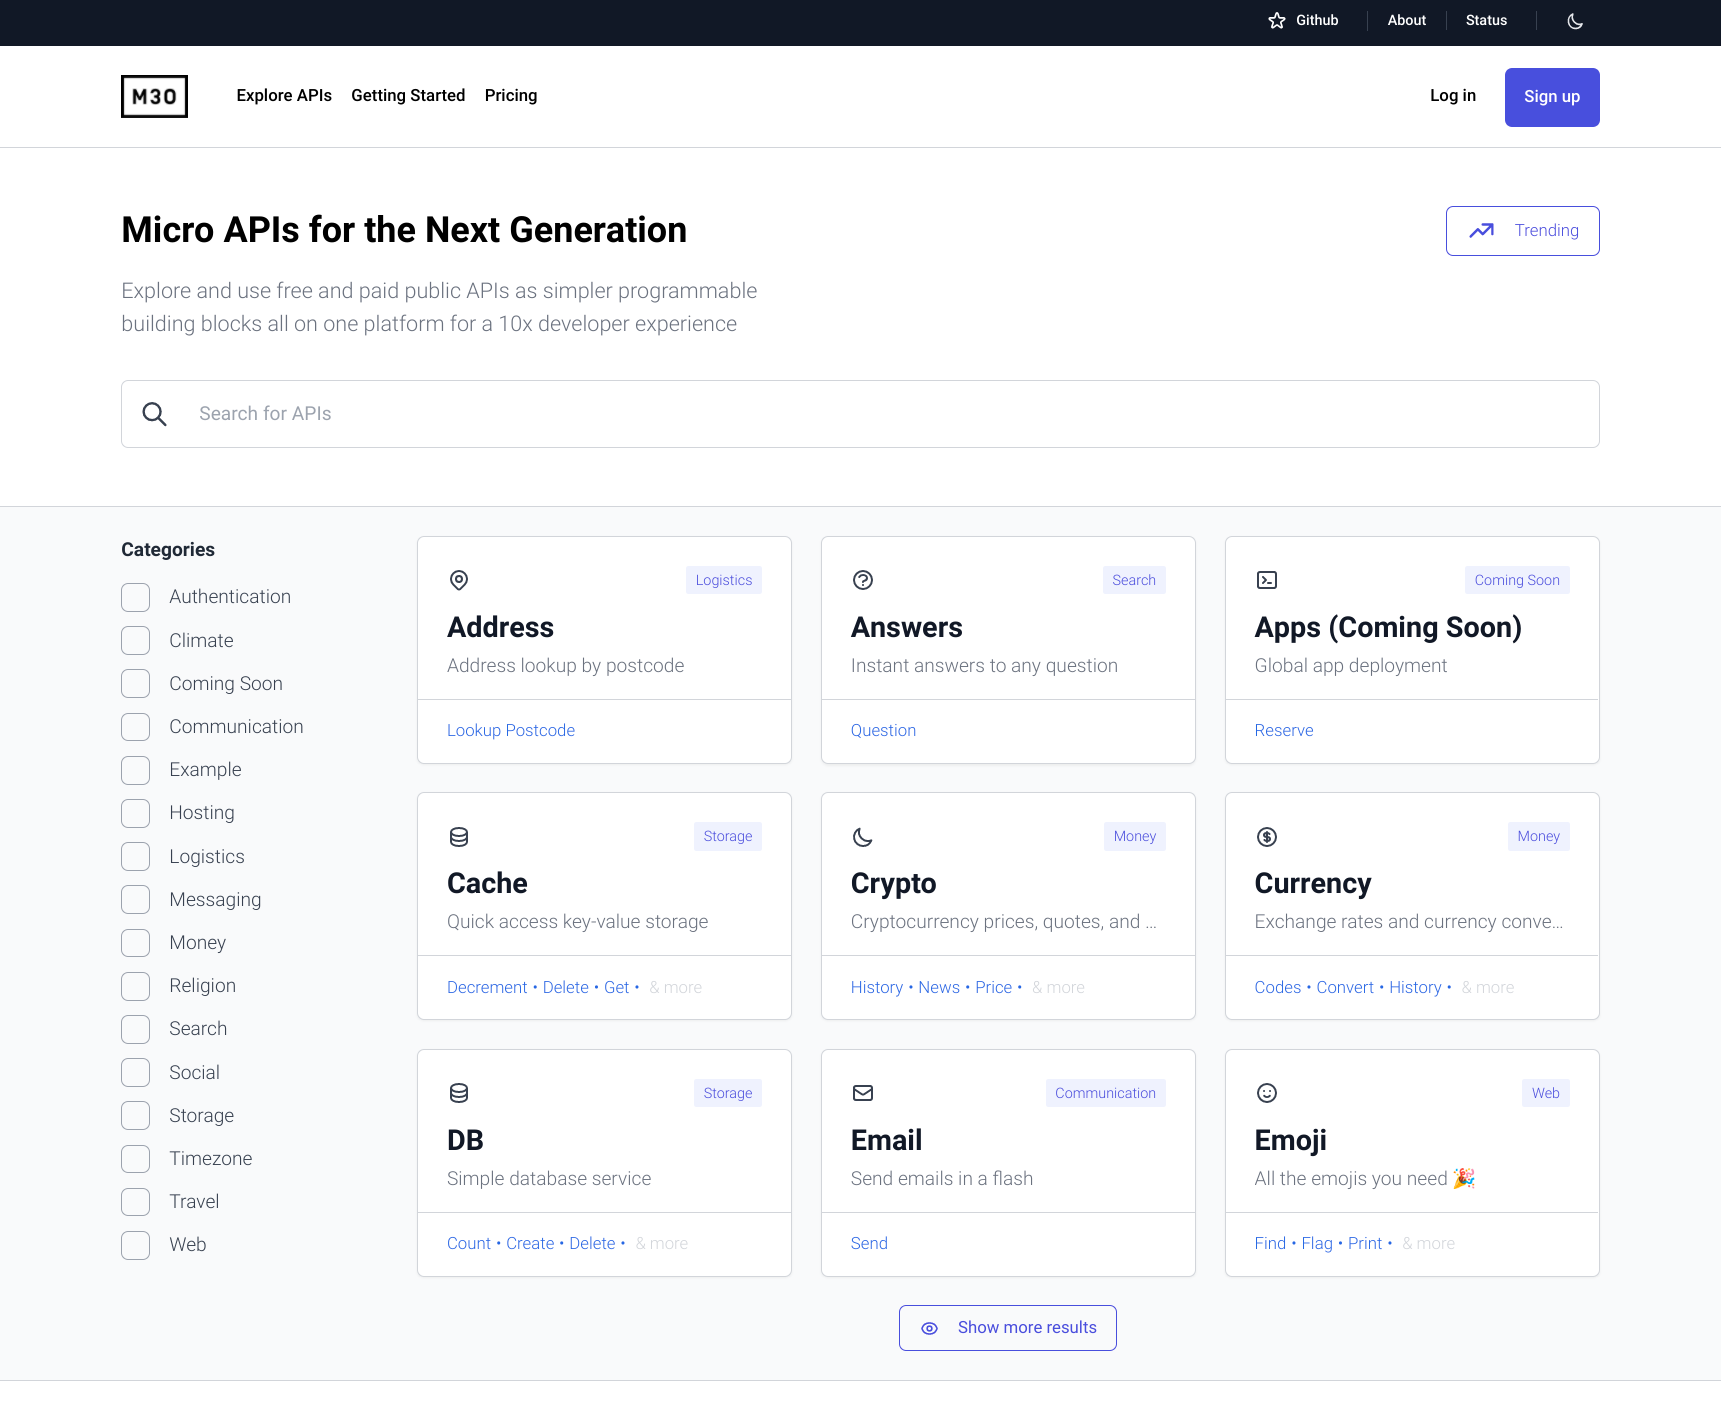 Github
About
Status
M3O
Explore APIs
Getting Started
Pricing
Log in
Sign up
Micro APIs for the Next Generation
Trending
Explore and use free and paid public APIs as simpler programmable
building blocks all on one platform for a 10x developer experience
Search for APIs
Categories
Authentication
Climate
Coming Soon
Communication
Example
Hosting
Logistics
Messaging
Money
Religion
Search
Social
Storage
Timezone
Travel
Web
Logistics
Address
Address lookup by postcode
Lookup Postcode
Search
Answers
Instant answers to any question
Question
Coming Soon
Apps (Coming Soon)
Global app deployment
Reserve
Storage
Cache
Quick access key-value storage
Decrement • Delete • Get • & more
Money
Crypto
Cryptocurrency prices, quotes, and ...
History • News • Price • & more
Money
Currency
Exchange rates and currency conve...
Codes • Convert • History • & more
Storage
DB
Simple database service
Count • Create • Delete • & more
Communication
Email
Send emails in a flash
Send
Web
Emoji
All the emojis you need 🎉
Find • Flag • Print • & more
Show more results